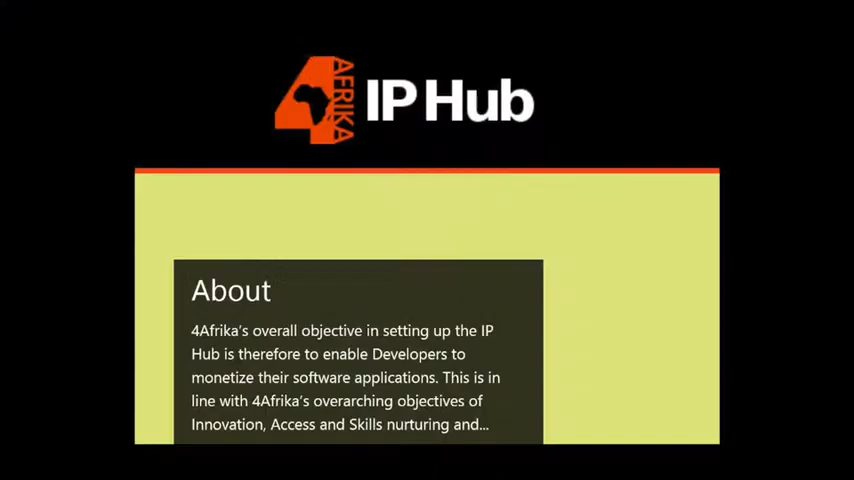 4AFRIKA IP Hub
About
4Afrika's overall objective in setting up the IP
Hub is therefore to enable Developers to
monetize their software applications. This is in
line with 4Afrika's overarching objectives of
Innovation, Access and Skills nurturing and...